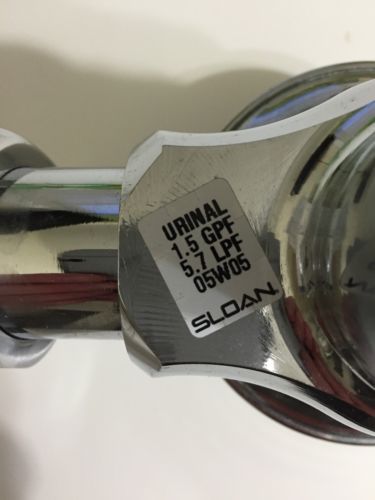 URINAL
1.5 GPF
5.7 LPF
05W05
SLOAN